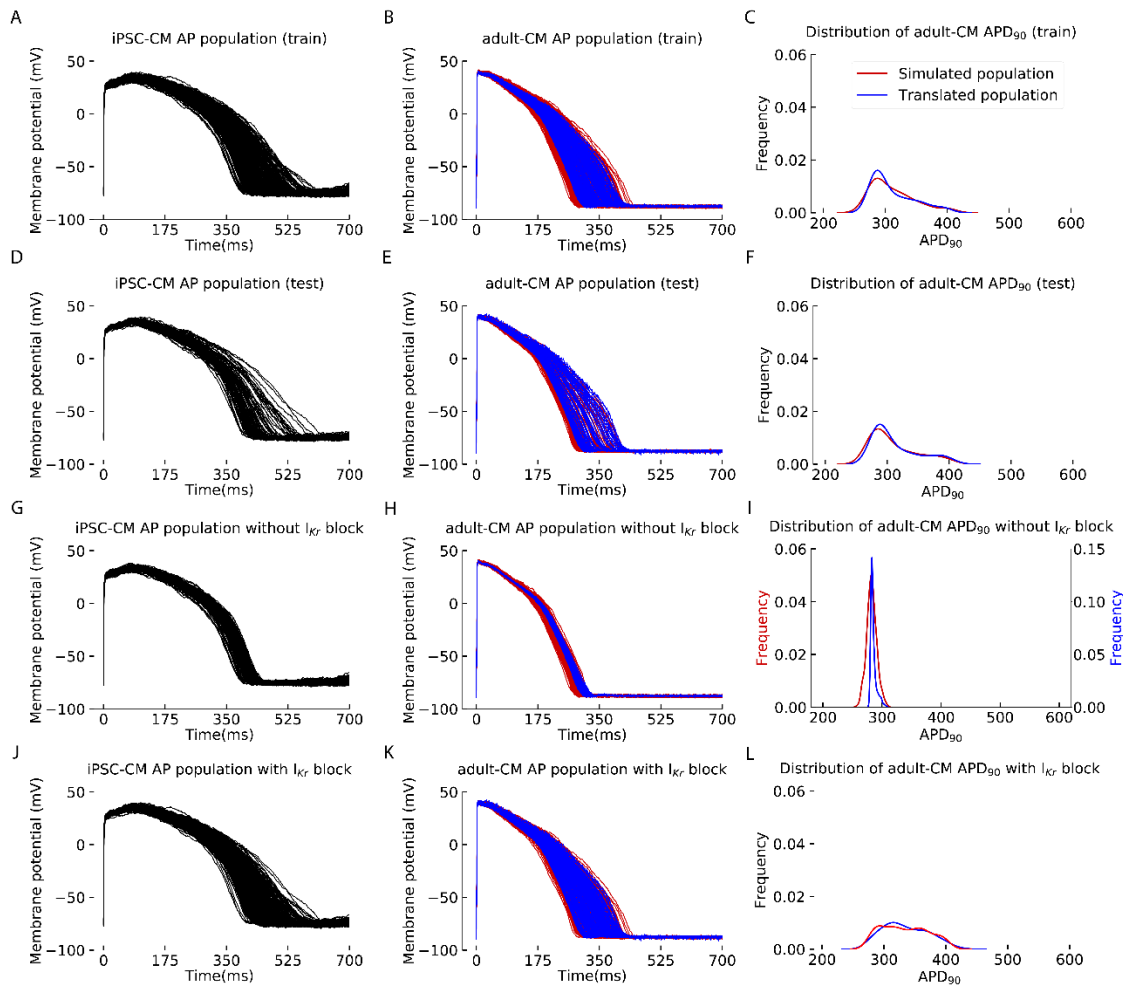 A
iPSC-CM AP population (train)
Membrane potential (mV)
50
0
−50
−100
0 175 350 525 700
Time(ms)
B
adult-CM AP population (train)
Membrane potential (mV)
50
0
−50
−100
0 175 350 525 700
Time(ms)
C
Distribution of adult-CM APD90 (train)
Simulated population
Translated population
Frequency
0.06
0.04
0.02
0.00
200 300 400 500 600
APD90
D
iPSC-CM AP population (test)
Membrane potential (mV)
50
0
−50
−100
0 175 350 525 700
Time(ms)
E
adult-CM AP population (test)
Membrane potential (mV)
50
0
−50
−100
0 175 350 525 700
Time(ms)
F
Distribution of adult-CM APD90 (test)
Frequency
0.06
0.04
0.02
0.00
200 300 400 500 600
APD90
G
iPSC-CM AP population without IKr block
Membrane potential (mV)
50
0
−50
−100
0 175 350 525 700
Time(ms)
H
adult-CM AP population without IKr block
Membrane potential (mV)
50
0
−50
−100
0 175 350 525 700
Time(ms)
I
Distribution of adult-CM APD90 without IKr block
Frequency
0.06
0.04
0.02
0.00
200 300 400 500 600
APD90
0.15
0.10
0.05
0.00
Frequency
J
iPSC-CM AP population with IKr block
Membrane potential (mV)
50
0
−50
−100
0 175 350 525 700
Time(ms)
K
adult-CM AP population with IKr block
Membrane potential (mV)
50
0
−50
−100
0 175 350 525 700
Time(ms)
L
Distribution of adult-CM APD90 with IKr block
Frequency
0.06
0.04
0.02
0.00
200 300 400 500 600
APD90